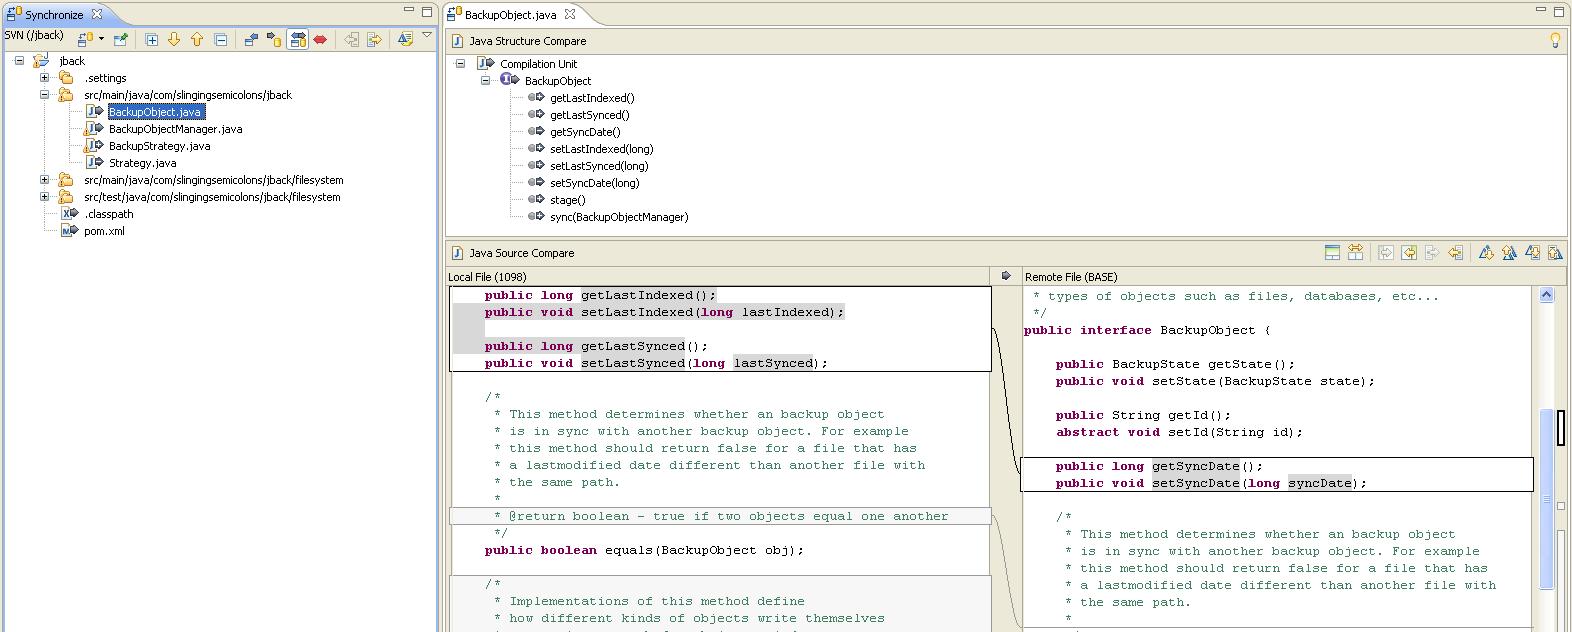 Synchronize
SVN (/jback)
jback
.settings
src/main/java/com/slingingsemicolons/jback
BackupObject.java
BackupObjectManager.java
BackupStrategy.java
Strategy.java
src/main/java/com/slingingsemicolons/jback/filesystem
src/test/java/com/slingingsemicolons/jback/filesystem
.classpath
pom.xml
BackupObject.java
Java Structure Compare
Compilation Unit
BackupObject
getLastIndexed()
getLastSynced()
getSyncDate()
setLastIndexed(long)
setLastSynced(long)
setSyncDate(long)
stage()
sync(BackupObjectManager)
Java Source Compare
Local File (1098)
public long getLastIndexed();
public void setLastIndexed(long lastIndexed);
public long getLastSynced();
public void setLastSynced(long lastSynced);
/*
* This method determines whether an backup object
* is in sync with another backup object. For example
* this method should return false for a file that has
* a lastmodified date different than another file with
* the same path.
*
* @return boolean - true if two objects equal one another
*/
public boolean equals(BackupObject obj);
/*
* Implementations of this method define
* how different kinds of objects write themselves
Remote File (BASE)
* types of objects such as files, databases, etc...
*/
public interface BackupObject {
public BackupState getState();
public void setState(BackupState state);
public String getId();
abstract void setId(String id);
public long getSyncDate();
public void setSyncDate(long syncDate);
/*
* This method determines whether an backup object
* is in sync with another backup object. For example
* this method should return false for a file that has
* a lastmodified date different than another file with
* the same path.
*